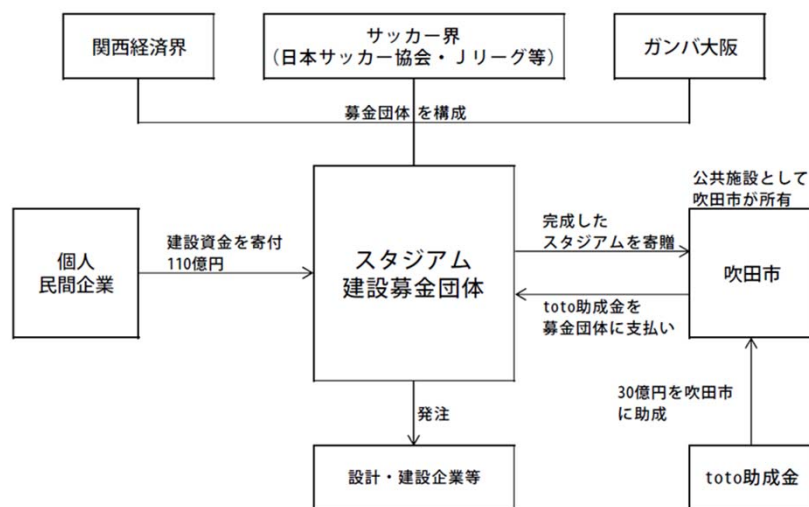 関西経済界
サッカー界
（日本サッカー協会・Ｊリーグ等）
ガンバ大阪
募金団体を構成
公共施設として
吹田市が所有
個人
民間企業
建設資金を寄付
110億円
スタジアム
建設募金団体
完成した
スタジアムを寄贈
吹田市
toto助成金を
募金団体に支払い
発注
30億円を吹田市
に助成
設計・建設企業等
toto助成金